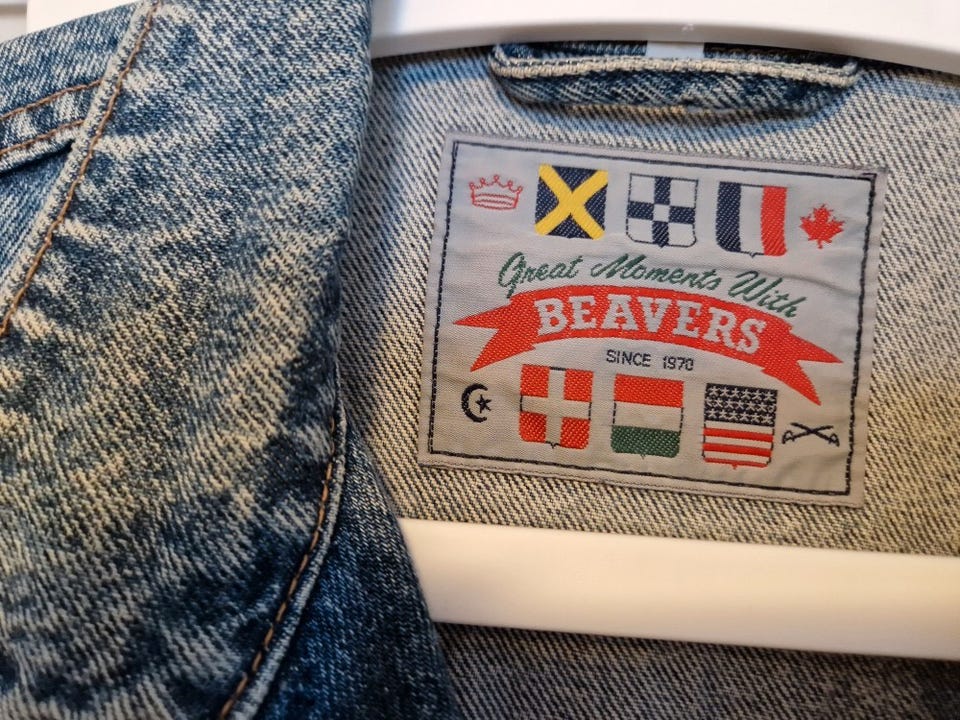 Great Moments With
BEAVERS
SINCE 1970